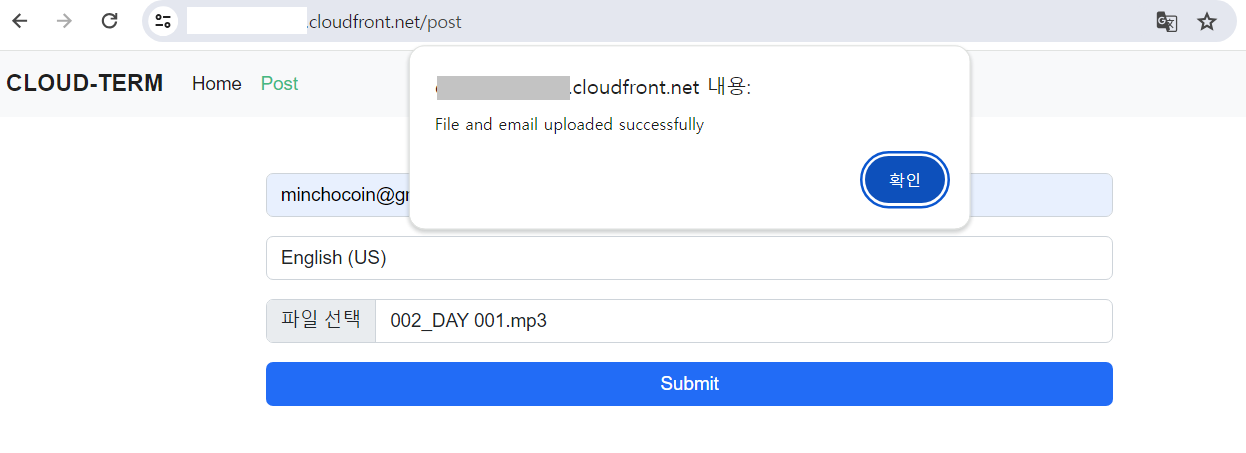 .cloudfront.net/post
CLOUD-TERM Home Post
.cloudfront.net 내용:
File and email uploaded successfully
확인
minchocoin@gr
English (US)
파일 선택 002_DAY 001.mp3
Submit